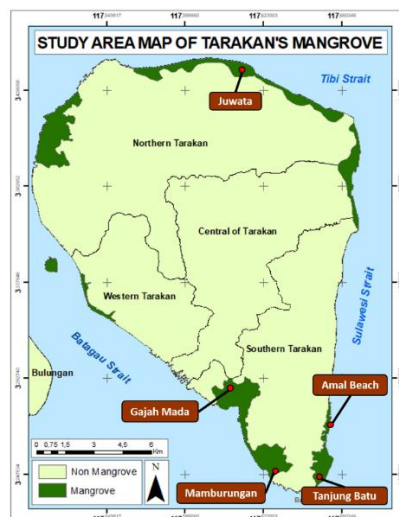 STUDY AREA MAP OF TARAKAN'S MANGROVE
Tibi Strait
Juwata
Northern Tarakan
Central of Tarakan
Western Tarakan
Sulawesi Strait
Batagau Strait
Southern Tarakan
Bulungan
Amal Beach
Gajah Mada
0 0,75 1,5 3 4,5 6
Km
Non Mangrove
Mangrove
N
Mamburungan
Tanjung Batu